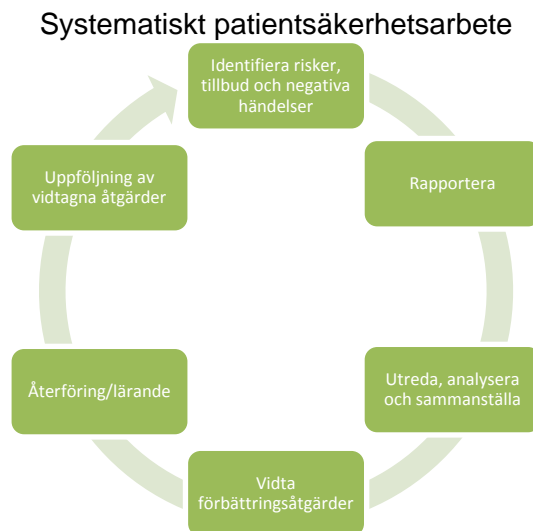 Systematiskt patientsäkerhetsarbete
Identifiera risker,
tillbud och negativa
händelser
Rapportera
Utreda, analysera
och sammanställa
Vidta
förbättringsåtgärder
Återföring/lärande
Uppföljning av
vidtagna åtgärder